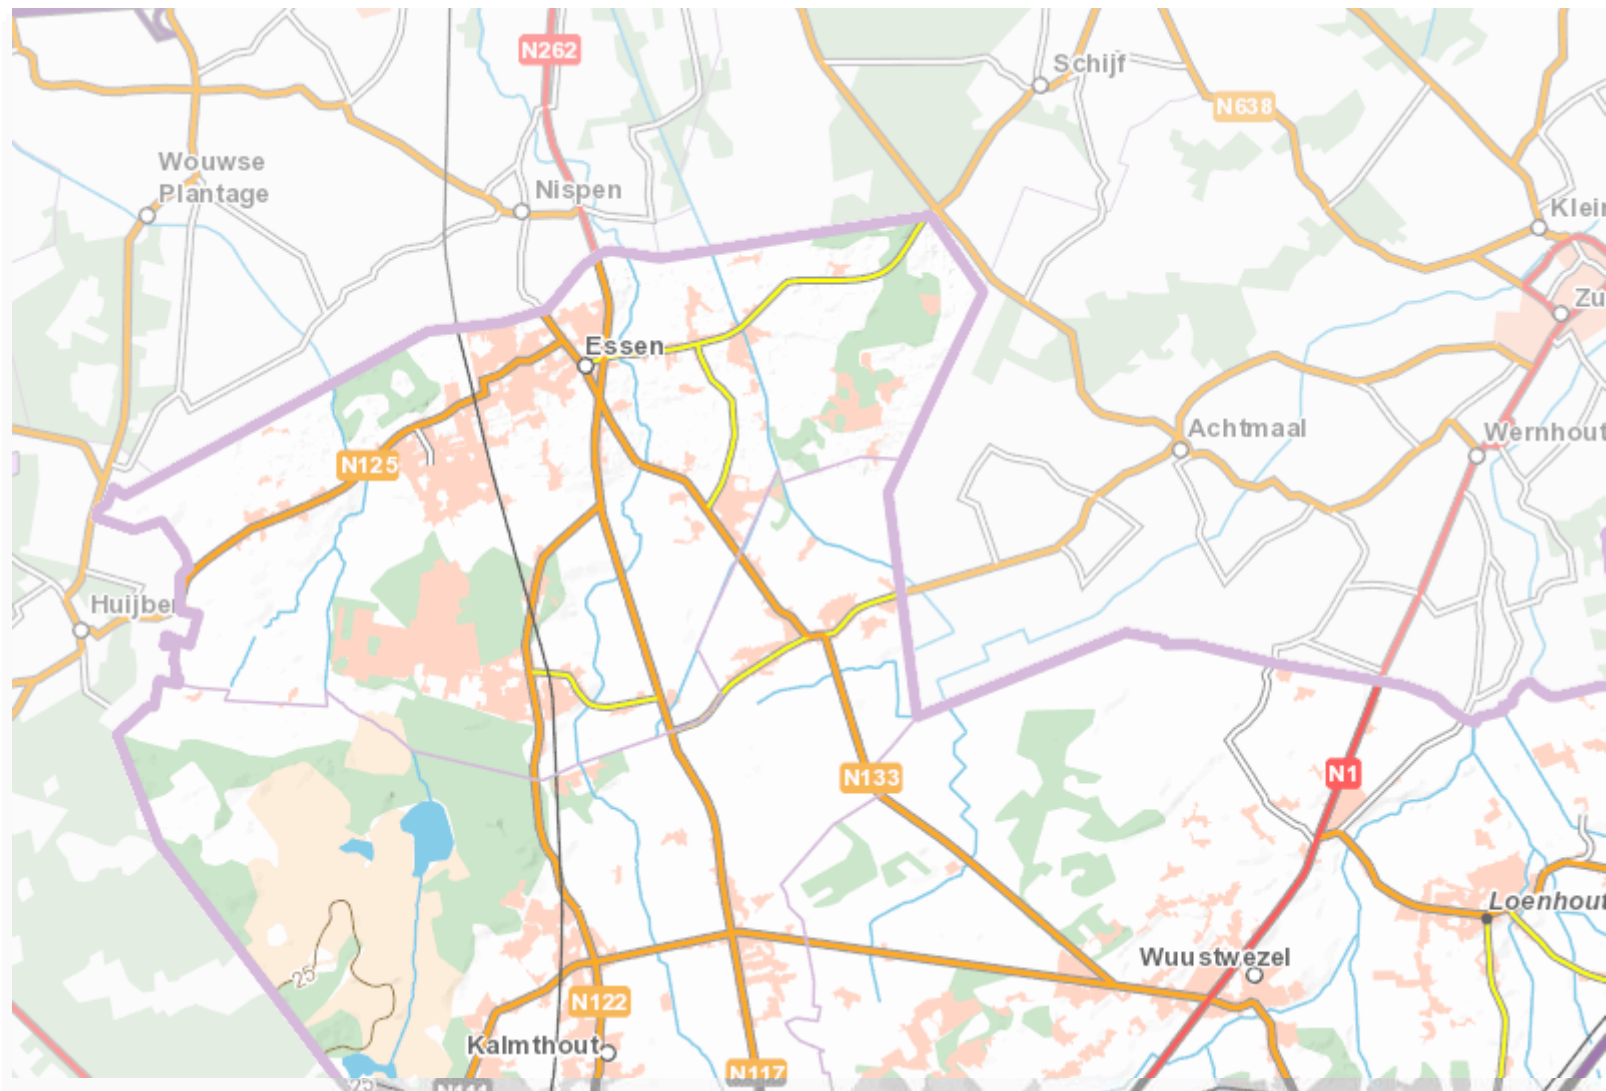 N262
Schijf
N638
Wouwse
Plantage
Nispen
Klein
Zu
Essen
Achtmaal
Wernhout
N125
Huijber
N133
N1
Loenhout
Wuustwezel
25
N122
Kalmthout
N117
25